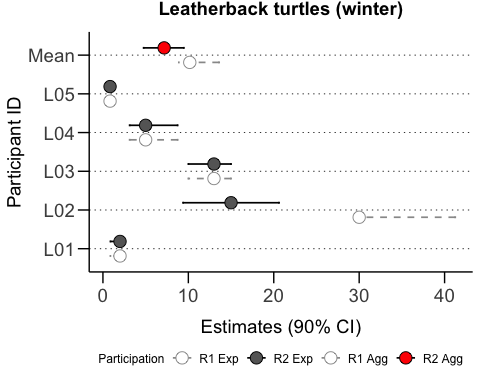 Leatherback turtles (winter)
Participant ID
Mean
L05
L04
L03
L02
L01
0 10 20 30 40
Estimates (90% CI)
Participation R1 Exp R2 Exp R1 Agg R2 Agg